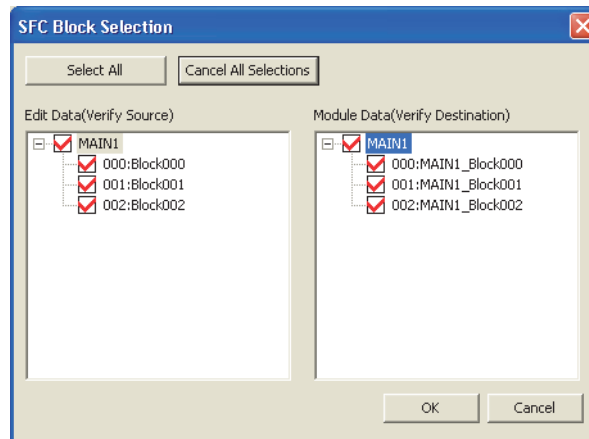 SFC Block Selection
Select All
Cancel All Selections
Edit Data(Verify Source)
MAIN1
000:Block000
001:Block001
002:Block002
Module Data(Verify Destination)
MAIN1
000:MAIN1_Block000
001:MAIN1_Block001
002:MAIN1_Block002
OK
Cancel